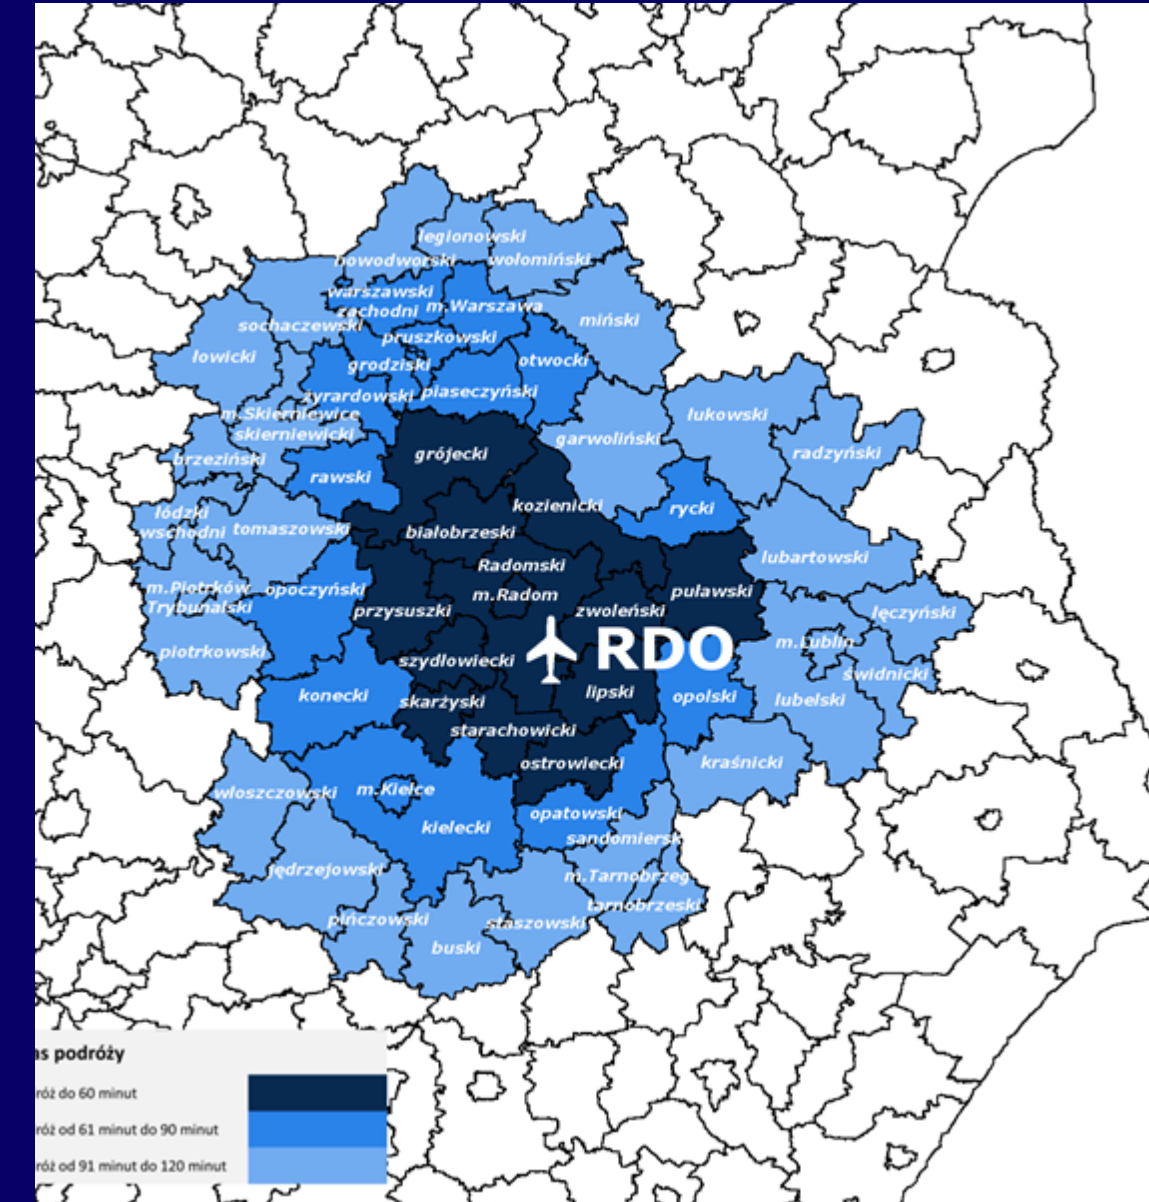 legionowski
nowodworski
wołomiński
warszawski
zachodni
m.Warszawa
miński
sochaczewski
pruszkowski
łowicki
grodziski
otwocki
żyrardowski
piaseczyński
m.Skierniewice
skierniewicki
łukowski
garwoliński
grójecki
radzyński
brzeziński
rawski
kozienicki
rycki
łódzki
wschodni
tomaszowski
białobrzeski
lubartowski
Radomski
m.Piotrków
Trybunalski
opoczyński
m.Radom
puławski
przysuszki
zwoleński
łęczyński
m.Lublin
piotrkowski
RDO
szydłowiecki
świdnicki
konecki
skarżyski
lipski
opolski
lubelski
starachowicki
ostrowiecki
kraśnicki
włoszczowski
m.Kielce
kielecki
opatowski
sandomiersk
jędrzejowski
m.Tarnobrzeg
tarnobrzeski
pińczowski
staszowski
buski
as podróży
róż do 60 minut
róż od 61 minut do 90 minut
róż od 91 minut do 120 minut